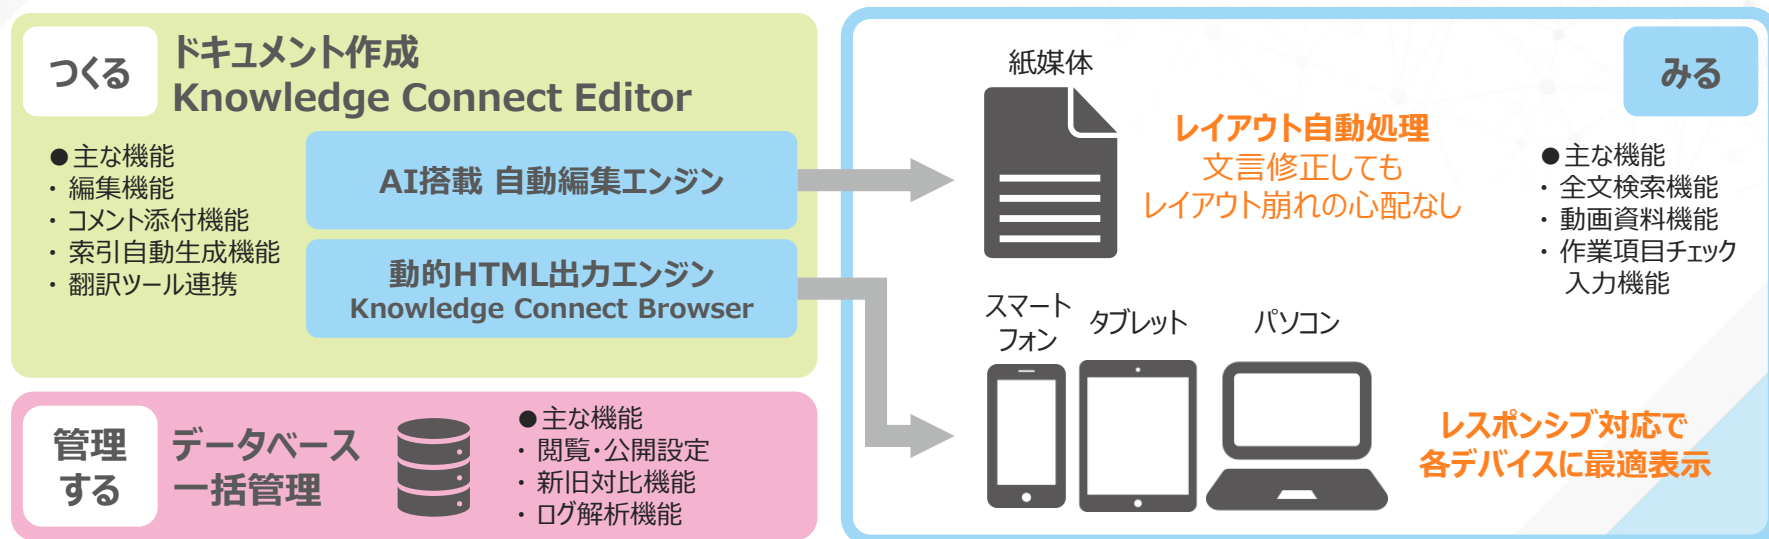 つくる
ドキュメント作成
Knowledge Connect Editor
●主な機能
・ 編集機能
・ コメント添付機能
・ 索引自動生成機能
・ 翻訳ツール連携
AI搭載 自動編集エンジン
動的HTML出力エンジン
Knowledge Connect Browser
管理
する
データベース
一括管理
●主な機能
・ 閲覧・公開設定
・ 新旧対比機能
・ ログ解析機能
みる
紙媒体
レイアウト自動処理
文言修正しても
レイアウト崩れの心配なし
●主な機能
・ 全文検索機能
・ 動画資料機能
・ 作業項目チェック
入力機能
スマート
フォン
タブレット
パソコン
レスポンシブ対応で
各デバイスに最適表示